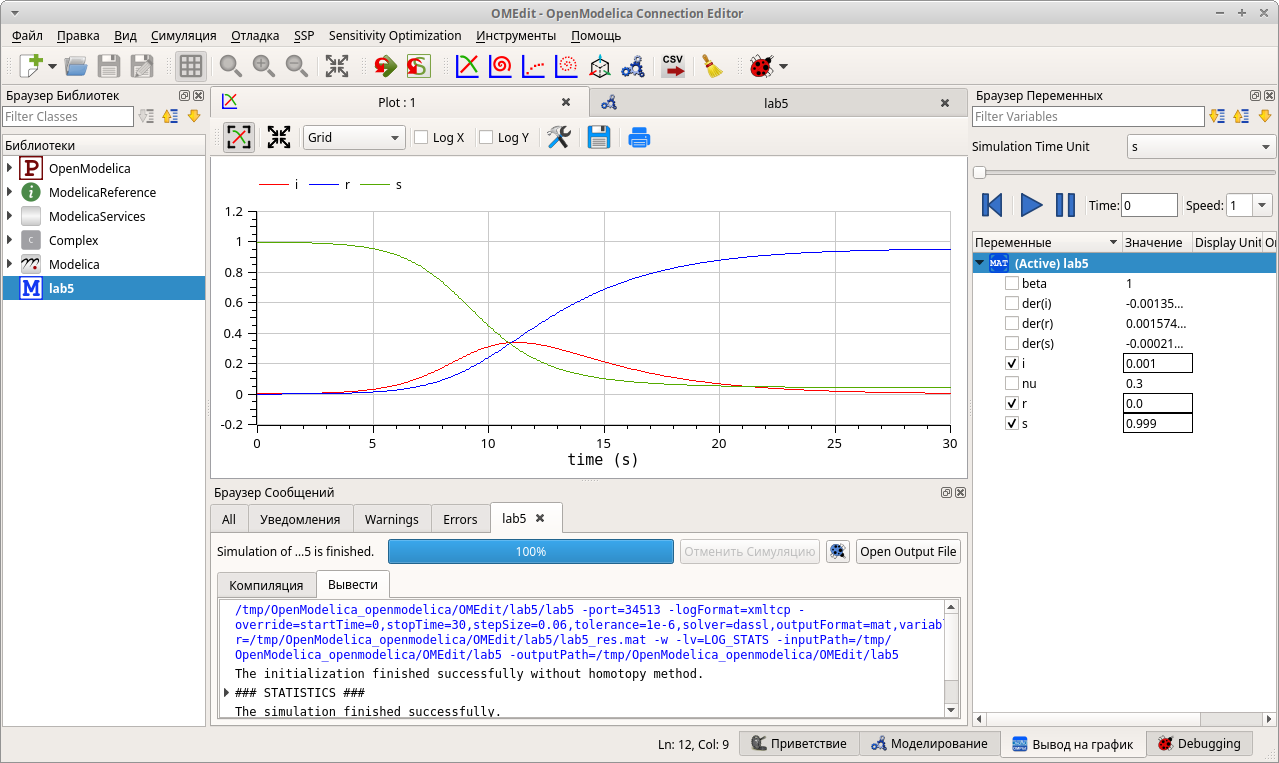 OMEdit - OpenModelica Connection Editor
Файл Правка Вид Симуляция Отладка SSP Sensitivity Optimization Инструменты Помощь
CSV
Браузер Библиотек
Filter Classes
Библиотеки
P OpenModelica
i ModelicaReference
ModelicaServices
C Complex
Modelica
M lab5
Plot : 1
lab5
Grid
Log X
Log Y
i r s
1.2
1
0.8
0.6
0.4
0.2
0
-0.2
0 5 10 15 20 25 30
time (s)
Браузер Сообщений
All Уведомления Warnings Errors lab5
Simulation of ...5 is finished.
100%
Отменить Симуляцию
Open Output File
Компиляция Вывести
/tmp/OpenModelica_openmodelica/OMEdit/lab5/lab5 -port=34513 -logFormat=xmltcp -
override=startTime=0,stopTime=30,stepSize=0.06,tolerance=1e-6,solver=dassl,outputFormat=mat,variab
r=/tmp/OpenModelica_openmodelica/OMEdit/lab5/lab5_res.mat -w -lv=LOG_STATS -inputPath=/tmp/
OpenModelica_openmodelica/OMEdit/lab5 -outputPath=/tmp/OpenModelica_openmodelica/OMEdit/lab5
The initialization finished successfully without homotopy method.
### STATISTICS ###
The simulation finished successfully.
Браузер Переменных
Filter Variables
Simulation Time Unit s
Time: 0 Speed: 1
Переменные Значение Display Unit
MAT (Active) lab5
beta 1
der(i) -0.00135...
der(r) 0.001574...
der(s) -0.00021...
i 0.001
nu 0.3
r 0.0
s 0.999
Ln: 12, Col: 9
Приветствие
Моделирование
Вывод на график
Debugging